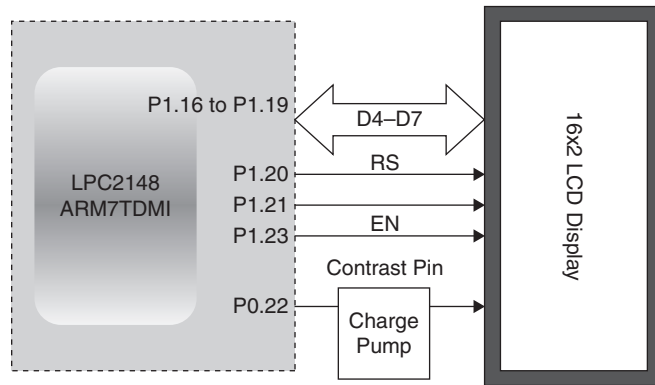 P1.16 to P1.19
D4–D7
LPC2148
ARM7TDMI
P1.20
RS
P1.21
P1.23
EN
Contrast Pin
P0.22
Charge
Pump
16x2 LCD Display